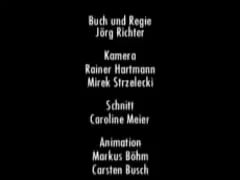 Buch und Regie
Jörg Richter
Kamera
Rainer Hartmann
Mirek Strzelecki
Schnitt
Caroline Meier
Animation
Markus Böhm
Carsten Busch